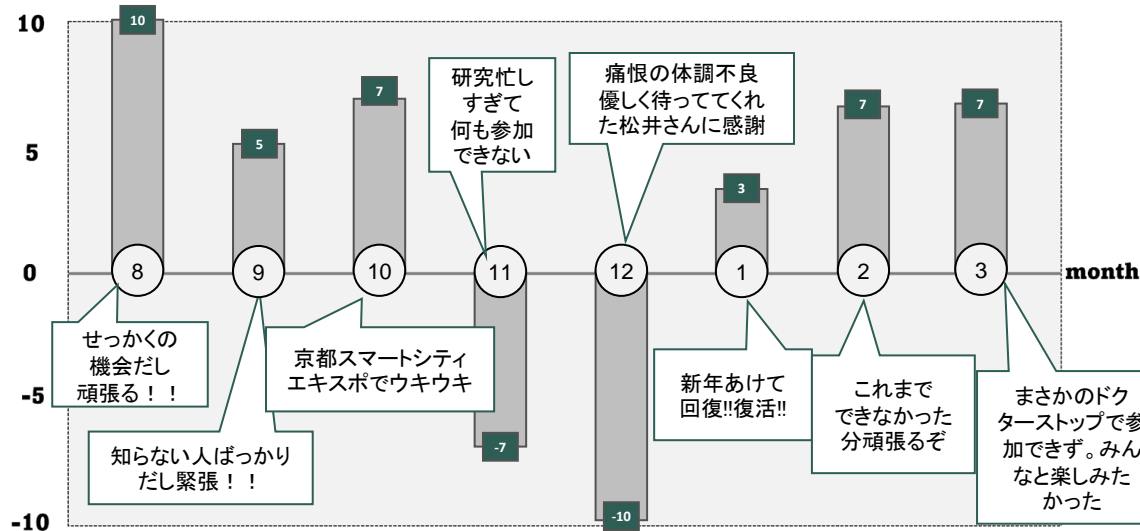 10
5
0
-5
-10
month
10
5
7
-7
-10
3
7
7
8
9
10
11
12
1
2
3
せっかくの
機会だし
頑張る！！
知らない人ばっかり
だし緊張！！
京都スマートシティ
エキスポでウキウキ
研究忙し
すぎて
何も参加
できない
痛恨の体調不良
優しく待っててくれ
た松井さんに感謝
新年あけて
回復!!復活!!
これまで
できなかった
分頑張るぞ
まさかのドク
ターストップで参
加できず。みん
なと楽しみた
かった